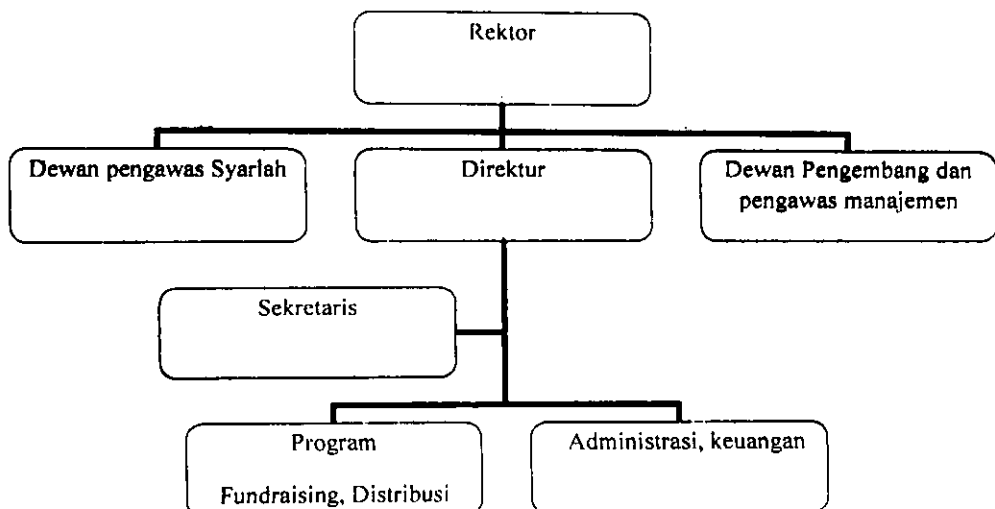 Rektor
Dewan pengawas Syarlah
Direktur
Dewan Pengembang dan
pengawas manajemen
Sekretaris
Program
Fundraising, Distribusi
Administrasi, keuangan